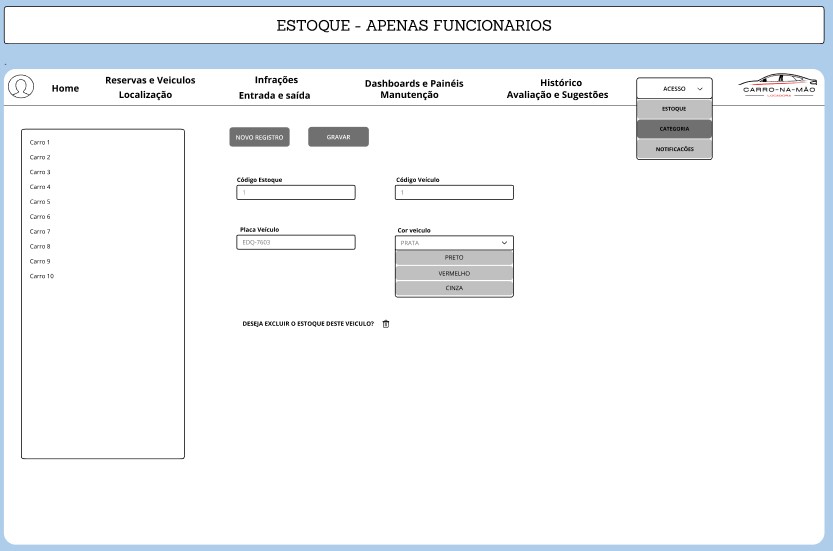 ESTOQUE - APENAS FUNCIONARIOS
Home
Reservas e Veiculos
Localização
Infrações
Entrada e saída
Dashboards e Painéis
Manutenção
Histórico
Avaliação e Sugestões
ACESSO
ESTOQUE
CATEGORIA
NOTIFICACÕES
CARRO-NA-MÃO
LOCADORA
Carro 1
Carro 2
Carro 3
Carro 4
Carro 5
Carro 6
Carro 7
Carro 8
Carro 9
Carro 10
NOVO REGISTRO
GRAVAR
Código Estoque
1
Código Veículo
1
Placa Veículo
EDQ-7603
Cor veiculo
PRATA
PRETO
VERMELHO
CINZA
DESEJA EXCLUIR O ESTOQUE DESTE VEICULO?